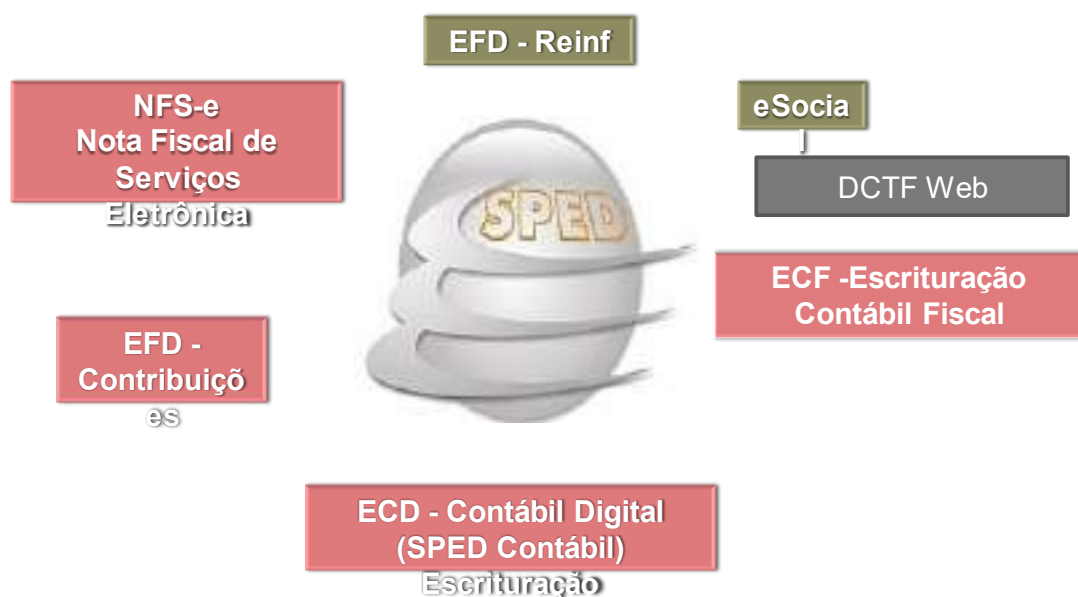 EFD - Reinf
NFS-e
Nota Fiscal de
Serviços
Eletrônica
eSocia
l
DCTF Web
SPED
ECF -Escrituração
Contábil Fiscal
EFD -
Contribuiçõ
es
ECD - Contábil Digital
(SPED Contábil)
Escrituração